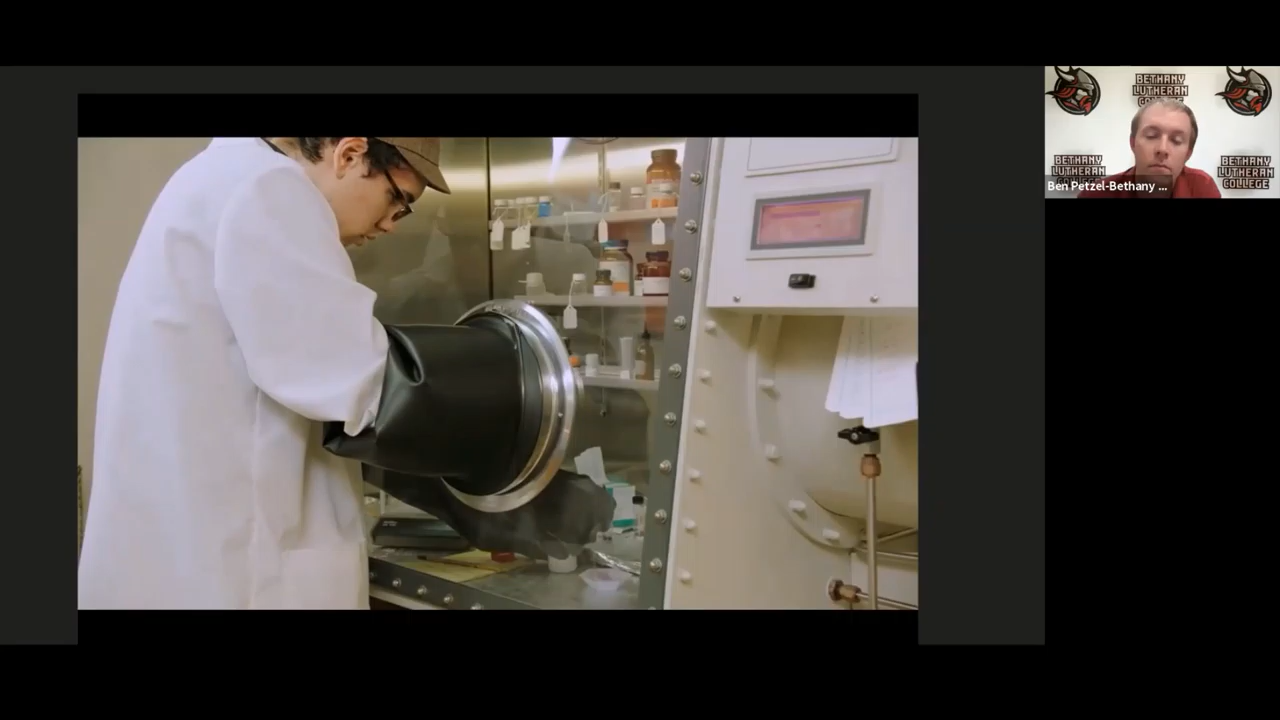 BETHANY
LUTHERAN
COLLEGE
BETHANY
LUTHERAN
BETHANY
LUTHERAN
COLLEGE
Ben Petzel-Bethany ...